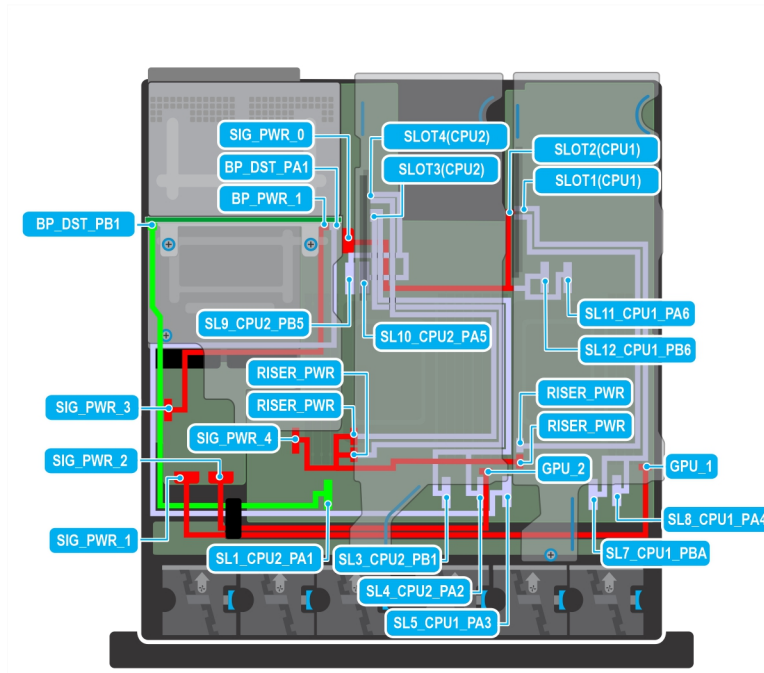 SIG_PWR_0
SLOT4(CPU2)
SLOT2(CPU1)
BP_DST_PA1
SLOT3(CPU2)
SLOT1(CPU1)
BP_PWR_1
BP_DST_PB1
SL9_CPU2_PB5
SL10_CPU2_PA5
SL11_CPU1_PA6
SL12_CPU1_PB6
RISER_PWR
RISER_PWR
RISER_PWR
RISER_PWR
SIG_PWR_3
SIG_PWR_4
SIG_PWR_2
GPU_2
GPU_1
SIG_PWR_1
SL1_CPU2_PA1
SL3_CPU2_PB1
SL7_CPU1_PBA
SL8_CPU1_PA4
SL4_CPU2_PA2
SL5_CPU1_PA3